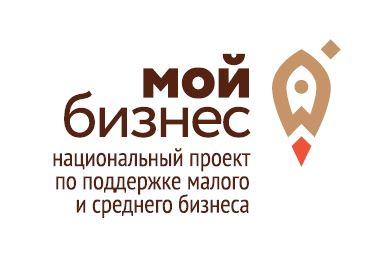 мой
бизнес
национальный проект
по поддержке малого
и среднего бизнеса